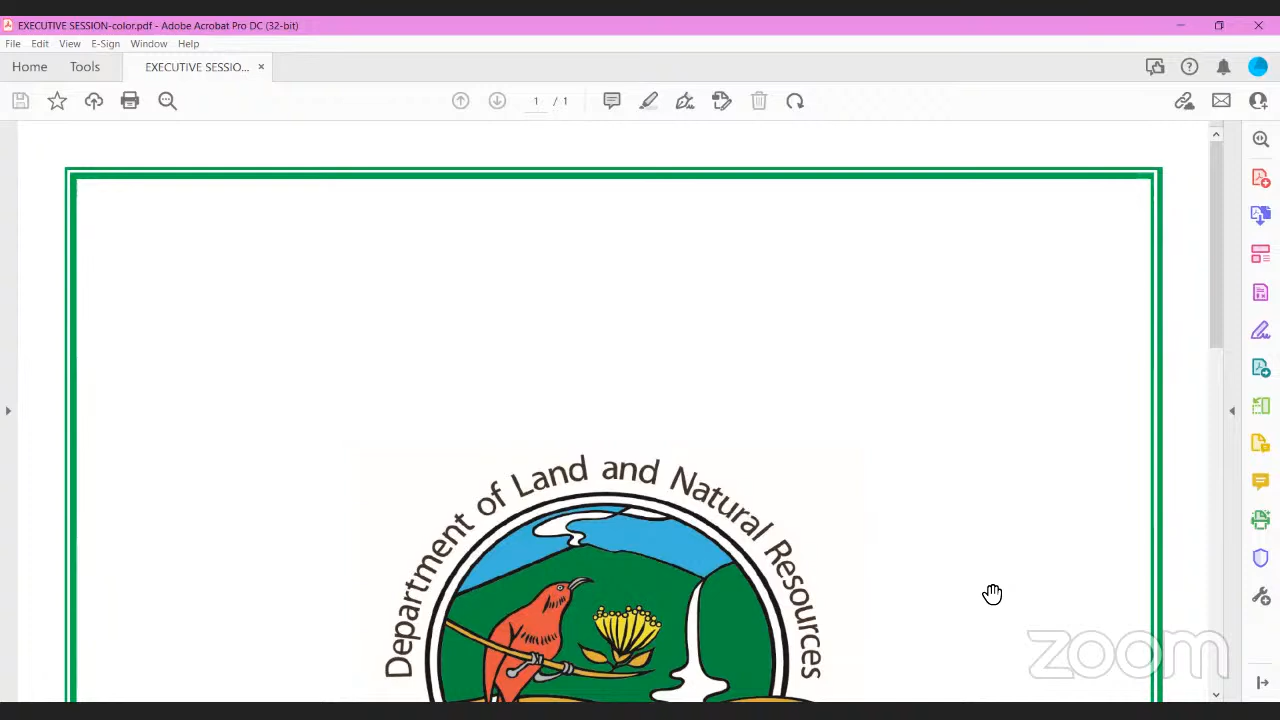 EXECUTIVE SESSION-color.pdf - Adobe Acrobat Pro DC (32-bit)
File Edit View E-Sign Window Help
Home Tools EXECUTIVE SESSIO... ×
1 / 1
Department of Land and Natural Resources
zoom